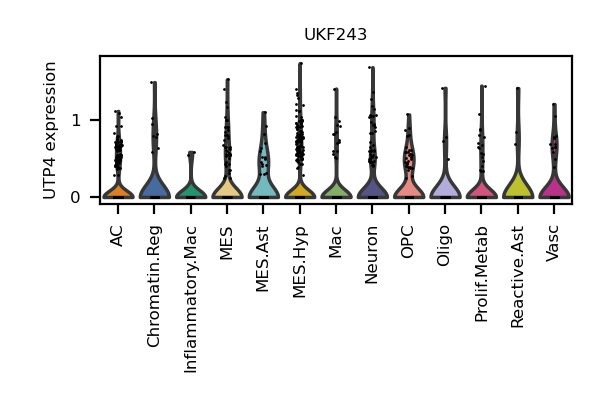 UKF243
UTP4 expression
1
0
AC
Chromatin.Reg
Inflammatory.Mac
MES
MES.Ast
MES.Hyp
Mac
Neuron
OPC
Oligo
Prolif.Metab
Reactive.Ast
Vasc